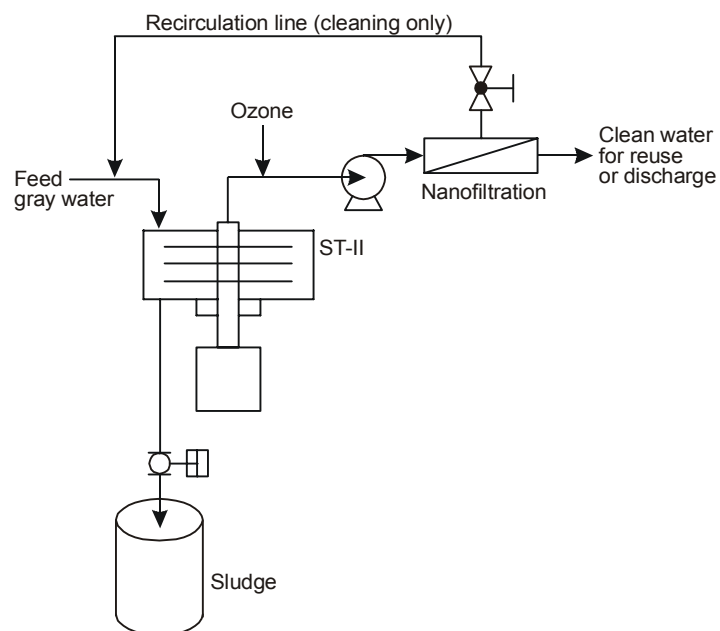 Recirculation line (cleaning only)
Ozone
Clean water
for reuse
or discharge
Feed
gray water
Nanofiltration
ST-II
Sludge